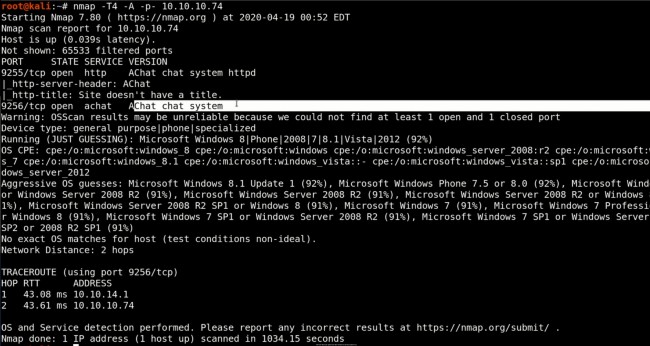 root@kali:~# nmap -T4 -A -p- 10.10.10.74
Starting Nmap 7.80 ( https://nmap.org ) at 2020-04-19 00:52 EDT
Nmap scan report for 10.10.10.74
Host is up (0.039s latency).
Not shown: 65533 filtered ports
PORT     STATE SERVICE VERSION
9255/tcp open  http    AChat chat system httpd
|_http-server-header: AChat
|_http-title: Site doesn't have a title.
9256/tcp open  achat   AChat chat system
Warning: OSScan results may be unreliable because we could not find at least 1 open and 1 closed port
Device type: general purpose|phone|specialized
Running (JUST GUESSING): Microsoft Windows 8|Phone|2008|7|8.1|Vista|2012 (92%)
OS CPE: cpe:/o:microsoft:windows_8 cpe:/o:microsoft:windows cpe:/o:microsoft:windows_server_2008:r2 cpe:/o:microsoft:window
s_7 cpe:/o:microsoft:windows_8.1 cpe:/o:microsoft:windows_vista::- cpe:/o:microsoft:windows_vista::sp1 cpe:/o:microsoft:win
dows_server_2012
Aggressive OS guesses: Microsoft Windows 8.1 Update 1 (92%), Microsoft Windows Phone 7.5 or 8.0 (92%), Microsoft Wind
or Windows Server 2008 R2 (91%), Microsoft Windows Server 2008 R2 (91%), Microsoft Windows Server 2008 R2 or Windows
1%), Microsoft Windows Server 2008 R2 SP1 or Windows 8 (91%), Microsoft Windows 7 (91%), Microsoft Windows 7 Professi
r Windows 8 (91%), Microsoft Windows 7 SP1 or Windows Server 2008 R2 (91%), Microsoft Windows 7 SP1 or Windows Server
SP2 or 2008 R2 SP1 (91%)
No exact OS matches for host (test conditions non-ideal).
Network Distance: 2 hops
TRACEROUTE (using port 9256/tcp)
HOP RTT      ADDRESS
1   43.08 ms 10.10.14.1
2   43.61 ms 10.10.10.74
OS and Service detection performed. Please report any incorrect results at https://nmap.org/submit/ .
Nmap done: 1 IP address (1 host up) scanned in 1034.15 seconds